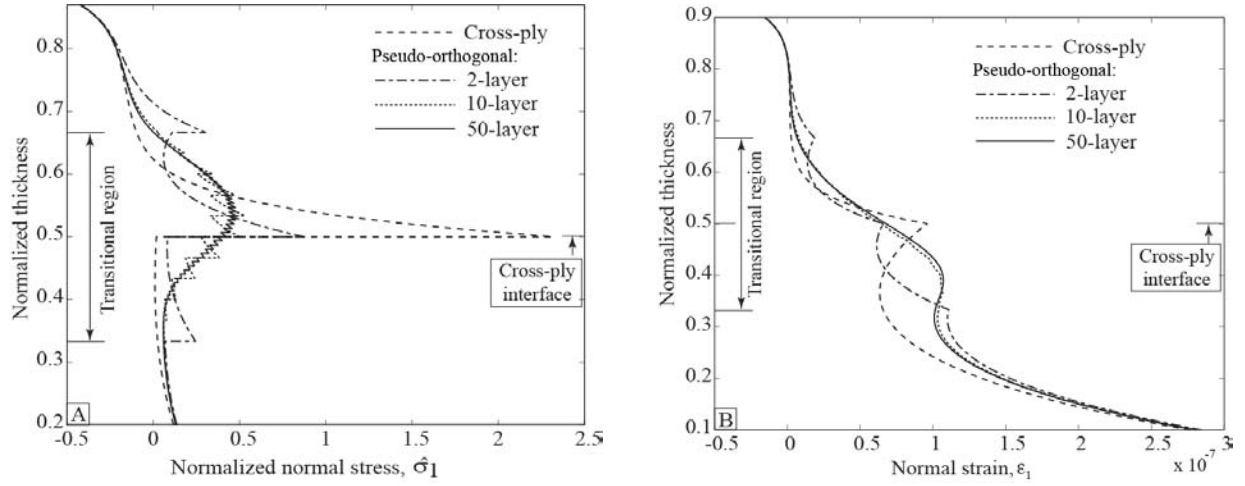 Cross-ply
Pseudo-orthogonal:
2-layer
10-layer
50-layer
Normalized thickness
0.8
0.7
0.6
0.5
0.4
0.3
0.2
Transitional region
Cross-ply
interface
A
-0.5
0
0.5
1
1.5
2
2.5
Normalized normal stress, σ̂1
Cross-ply
Pseudo-orthogonal:
2-layer
10-layer
50-layer
Normalized thickness
0.9
0.8
0.7
0.6
0.5
0.4
0.3
0.2
0.1
Transitional region
Cross-ply
interface
B
-0.5
0
0.5
1
1.5
2
2.5
3
x 10⁻⁷
Normal strain, ε₁